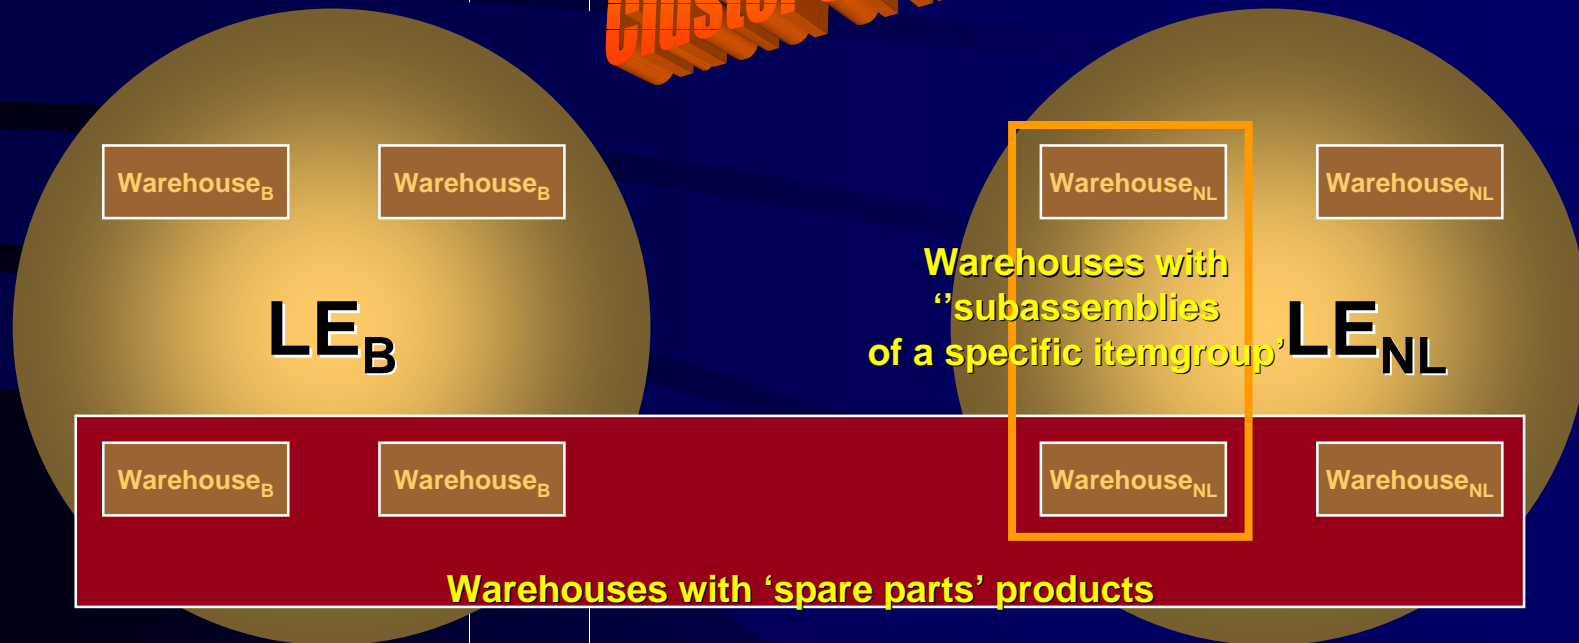 Cluster
Warehouse_B Warehouse_B Warehouse_NL Warehouse_NL
Warehouses with
‘’subassemblies
of a specific itemgroup’
LE_B LE_NL
Warehouse_B Warehouse_B Warehouse_NL Warehouse_NL
Warehouses with ‘spare parts’ products